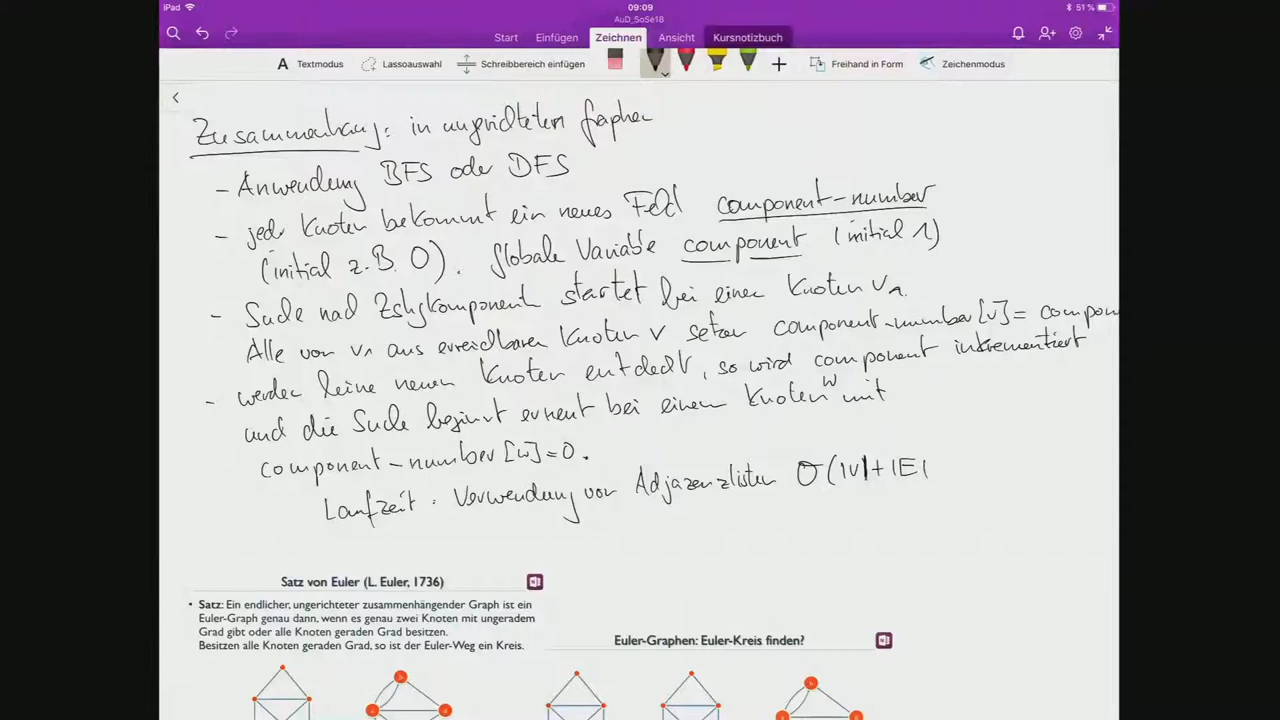 iPad
09:09
51 %
AuD_SoSe18
Start Einfügen Zeichnen Ansicht Kursnotizbuch
A Textmodus Lassoauswahl Schreibbereich einfügen Freihand in Form Zeichenmodus
Zusammenhang: in ungerichteten Graphen
- Anwendung BFS oder DFS
- jeder Knoten bekommt ein neues Feld component-number
(initial z.B. 0). Globale Variable component (initial 1)
- Suche nach Zshgkomponenten startet bei einem Knoten v1.
Alle von v1 aus erreichbaren Knoten v setzen component-number[v] = compon
- werden keine neuen Knoten entdeckt, so wird component inkrementiert
und die Suche beginnt erneut bei einem Knoten w mit
component-number[w]=0.
Laufzeit: Verwendung von Adjazenzlisten O(|V|+|E|
Satz von Euler (L. Euler, 1736)
• Satz: Ein endlicher, ungerichteter zusammenhängender Graph ist ein
Euler-Graph genau dann, wenn es genau zwei Knoten mit ungeradem
Grad gibt oder alle Knoten geraden Grad besitzen.
Besitzen alle Knoten geraden Grad, so ist der Euler-Weg ein Kreis.
Euler-Graphen: Euler-Kreis finden?